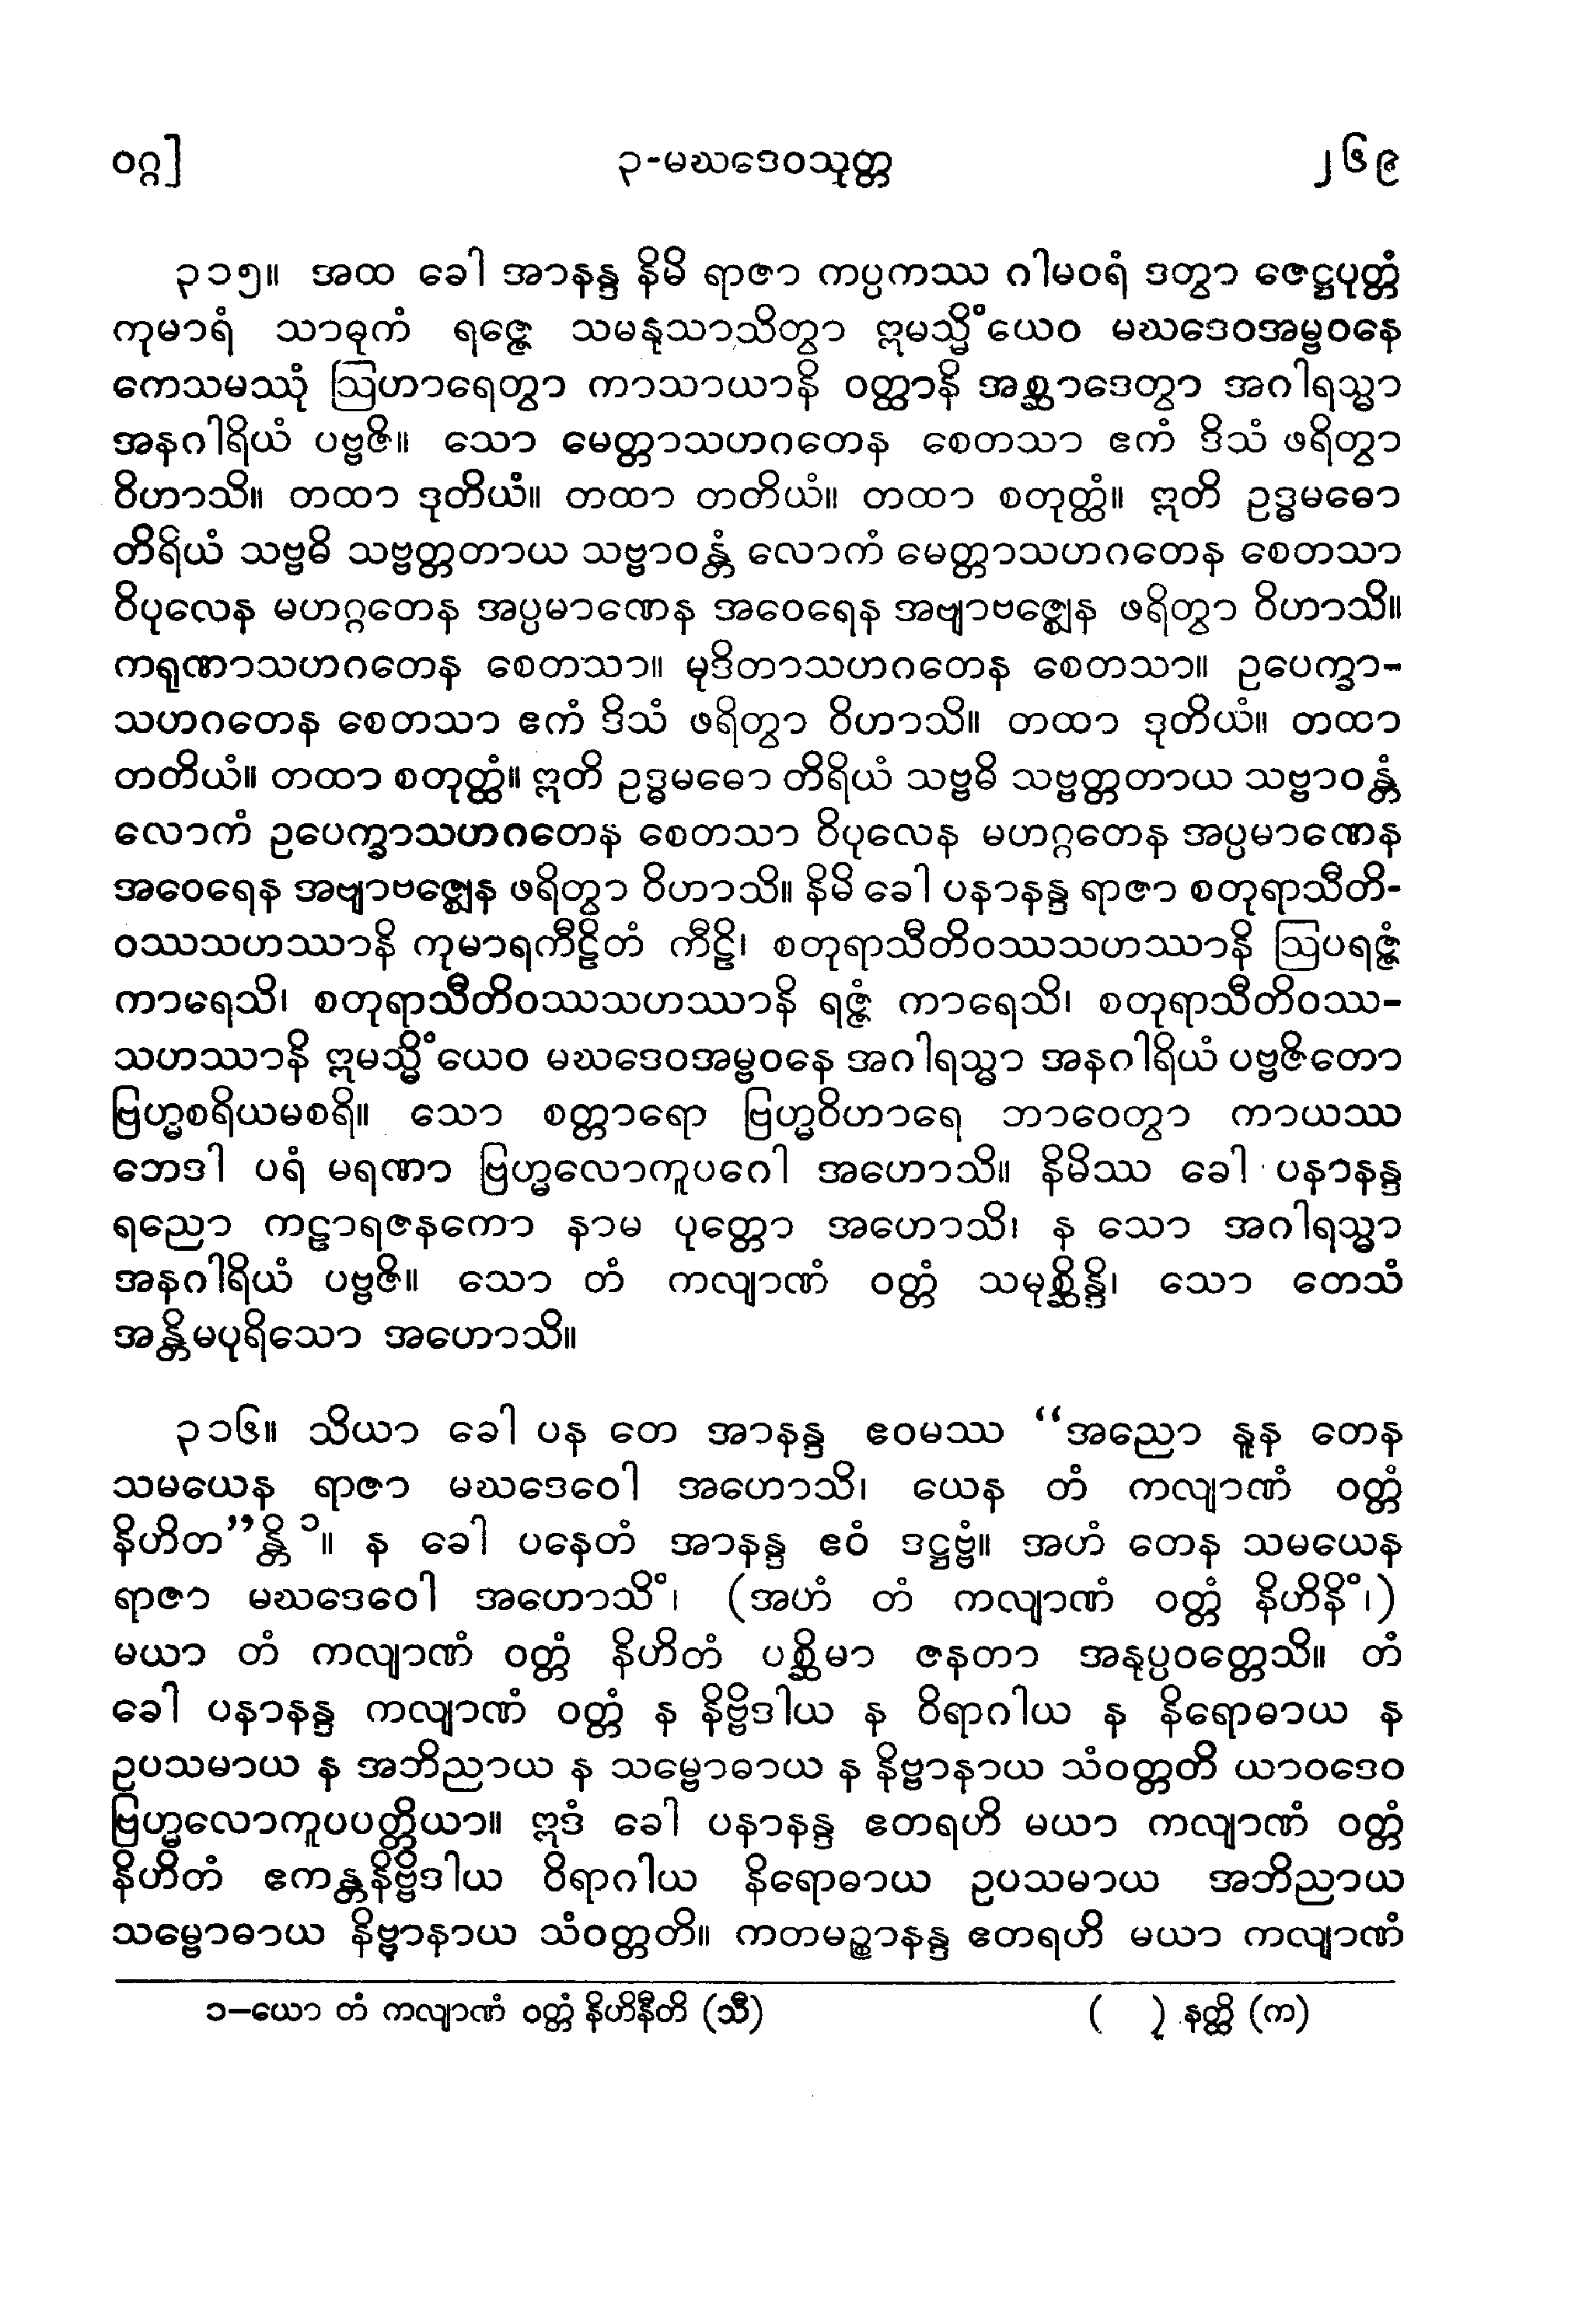 ဝဂ္ဂ]
၃-မဃဒေဝသုတ္တ
၂၆၉
၃၁၅။ အထ ခေါ အာနန္ဒ နိမိ ရာဇာ ကပ္ပကဿ ဂါမဝရံ ဒတွာ ဇေဋ္ဌပုတ္တံ
ကုမာရံ သာဓုကံ ရဇ္ဇေ သမနုသာသိတွာ ဣမသ္မိံယေဝ မဃဒေဝအမ္ဗဝနေ
ကေသမဿုံ ဩဟာရေတွာ ကာသာယာနိ ဝတ္ထာနိ အစ္ဆာဒေတွာ အဂါရသ္မာ
အနဂါရိယံ ပဗ္ဗဇိ။ သော မေတ္တာသဟဂတေန စေတသာ ဧကံ ဒိသံ ဖရိတွာ
ဝိဟာသိ။ တထာ ဒုတိယံ။ တထာ တတိယံ။ တထာ စတုတ္ထံ။ ဣတိ ဥဒ္ဓမဓော
တိရိယံ သဗ္ဗဓိ သဗ္ဗတ္တတာယ သဗ္ဗာဝန္တံ လောကံ မေတ္တာသဟဂတေန စေတသာ
ဝိပုလေန မဟဂ္ဂတေန အပ္ပမာဏေန အဝေရေန အဗျာဗဇ္ဈေန ဖရိတွာ ဝိဟာသိ။
ကရုဏာသဟဂတေန စေတသာ။ မုဒိတာသဟဂတေန စေတသာ။ ဥပေက္ခာ-
သဟဂတေန စေတသာ ဧကံ ဒိသံ ဖရိတွာ ဝိဟာသိ။ တထာ ဒုတိယံ။ တထာ
တတိယံ။ တထာ စတုတ္ထံ။ ဣတိ ဥဒ္ဓမဓော တိရိယံ သဗ္ဗဓိ သဗ္ဗတ္တတာယ သဗ္ဗာဝန္တံ
လောကံ ဥပေက္ခာသဟဂတေန စေတသာ ဝိပုလေန မဟဂ္ဂတေန အပ္ပမာဏေန
အဝေရေန အဗျာဗဇ္ဈေန ဖရိတွာ ဝိဟာသိ။ နိမိ ခေါ ပနာနန္ဒ ရာဇာ စတုရာသီတိ-
ဝဿသဟဿာနိ ကုမာရကီဠိတံ ကီဠိ၊ စတုရာသီတိဝဿသဟဿာနိ ဩပရဇ္ဇံ
ကာရေသိ၊ စတုရာသီတိဝဿသဟဿာနိ ရဇ္ဇံ ကာရေသိ၊ စတုရာသီတိဝဿ-
သဟဿာနိ ဣမသ္မိံယေဝ မဃဒေဝအမ္ဗဝနေ အဂါရသ္မာ အနဂါရိယံ ပဗ္ဗဇိတော
ဗြဟ္မစရိယမစရိ။ သော စတ္တာရော ဗြဟ္မဝိဟာရေ ဘာဝေတွာ ကာယဿ
ဘေဒါ ပရံ မရဏာ ဗြဟ္မလောကူပဂေါ အဟောသိ။ နိမိဿ ခေါ ပနာနန္ဒ
ရညော ကဠာရဇနကော နာမ ပုတ္တော အဟောသိ၊ န သော အဂါရသ္မာ
အနဂါရိယံ ပဗ္ဗဇိ။ သော တံ ကလျာဏံ ဝတ္တံ သမုစ္ဆိန္ဒိ၊ သော တေသံ
အန္တိမပုရိသော အဟောသိ။
၃၁၆။ သိယာ ခေါ ပန တေ အာနန္ဒ ဧဝမဿ “အညော နူန တေန
သမယေန ရာဇာ မဃဒေဝေါ အဟောသိ၊ ယေန တံ ကလျာဏံ ဝတ္တံ
နိဟိတ”န္တိ ၁။ န ခေါ ပနေတံ အာနန္ဒ ဧဝံ ဒဋ္ဌဗ္ဗံ။ အဟံ တေန သမယေန
ရာဇာ မဃဒေဝေါ အဟောသိံ၊ (အဟံ တံ ကလျာဏံ ဝတ္တံ နိဟိနိံ၊)
မယာ တံ ကလျာဏံ ဝတ္တံ နိဟိတံ ပစ္ဆိမာ ဇနတာ အနုပ္ပဝတ္တေသိ။ တံ
ခေါ ပနာနန္ဒ ကလျာဏံ ဝတ္တံ န နိဗ္ဗိဒါယ န ဝိရာဂါယ န နိရောဓာယ န
ဥပသမာယ န အဘိညာယ န သမ္ဗောဓာယ န နိဗ္ဗာနာယ သံဝတ္တတိ ယာဝဒေဝ
ဗြဟ္မလောကူပပတ္တိယာ။ ဣဒံ ခေါ ပနာနန္ဒ ဧတရဟိ မယာ ကလျာဏံ ဝတ္တံ
နိဟိတံ ဧကန္တနိဗ္ဗိဒါယ ဝိရာဂါယ နိရောဓာယ ဥပသမာယ အဘိညာယ
သမ္ဗောဓာယ နိဗ္ဗာနာယ သံဝတ္တတိ။ ကတမဉ္စာနန္ဒ ဧတရဟိ မယာ ကလျာဏံ
၁–ယော တံ ကလျာဏံ ဝတ္တံ နိဟိနီတိ (သီ)
( ) နတ္ထိ (က)